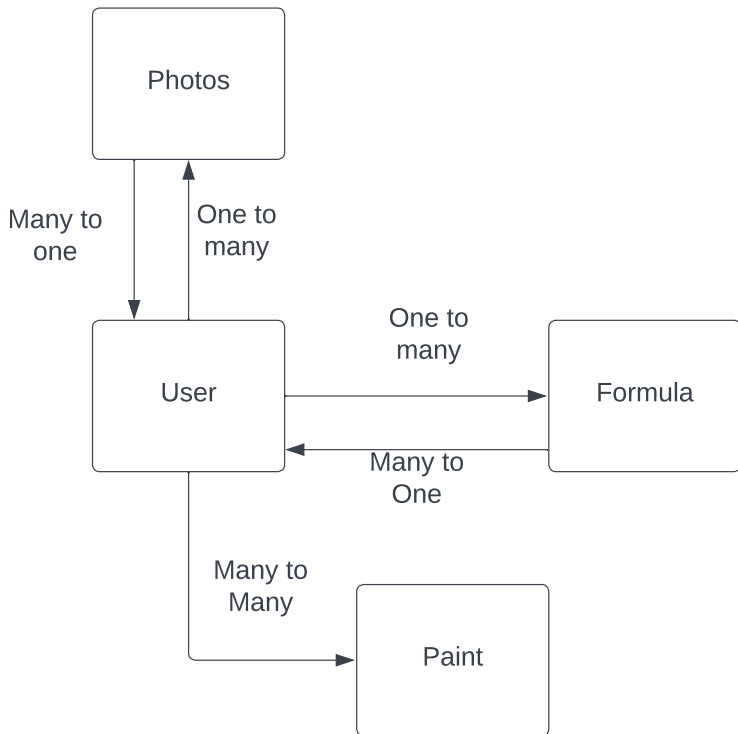 Photos
Many to
one
One to
many
One to
many
User
Formula
Many to
One
Many to
Many
Paint